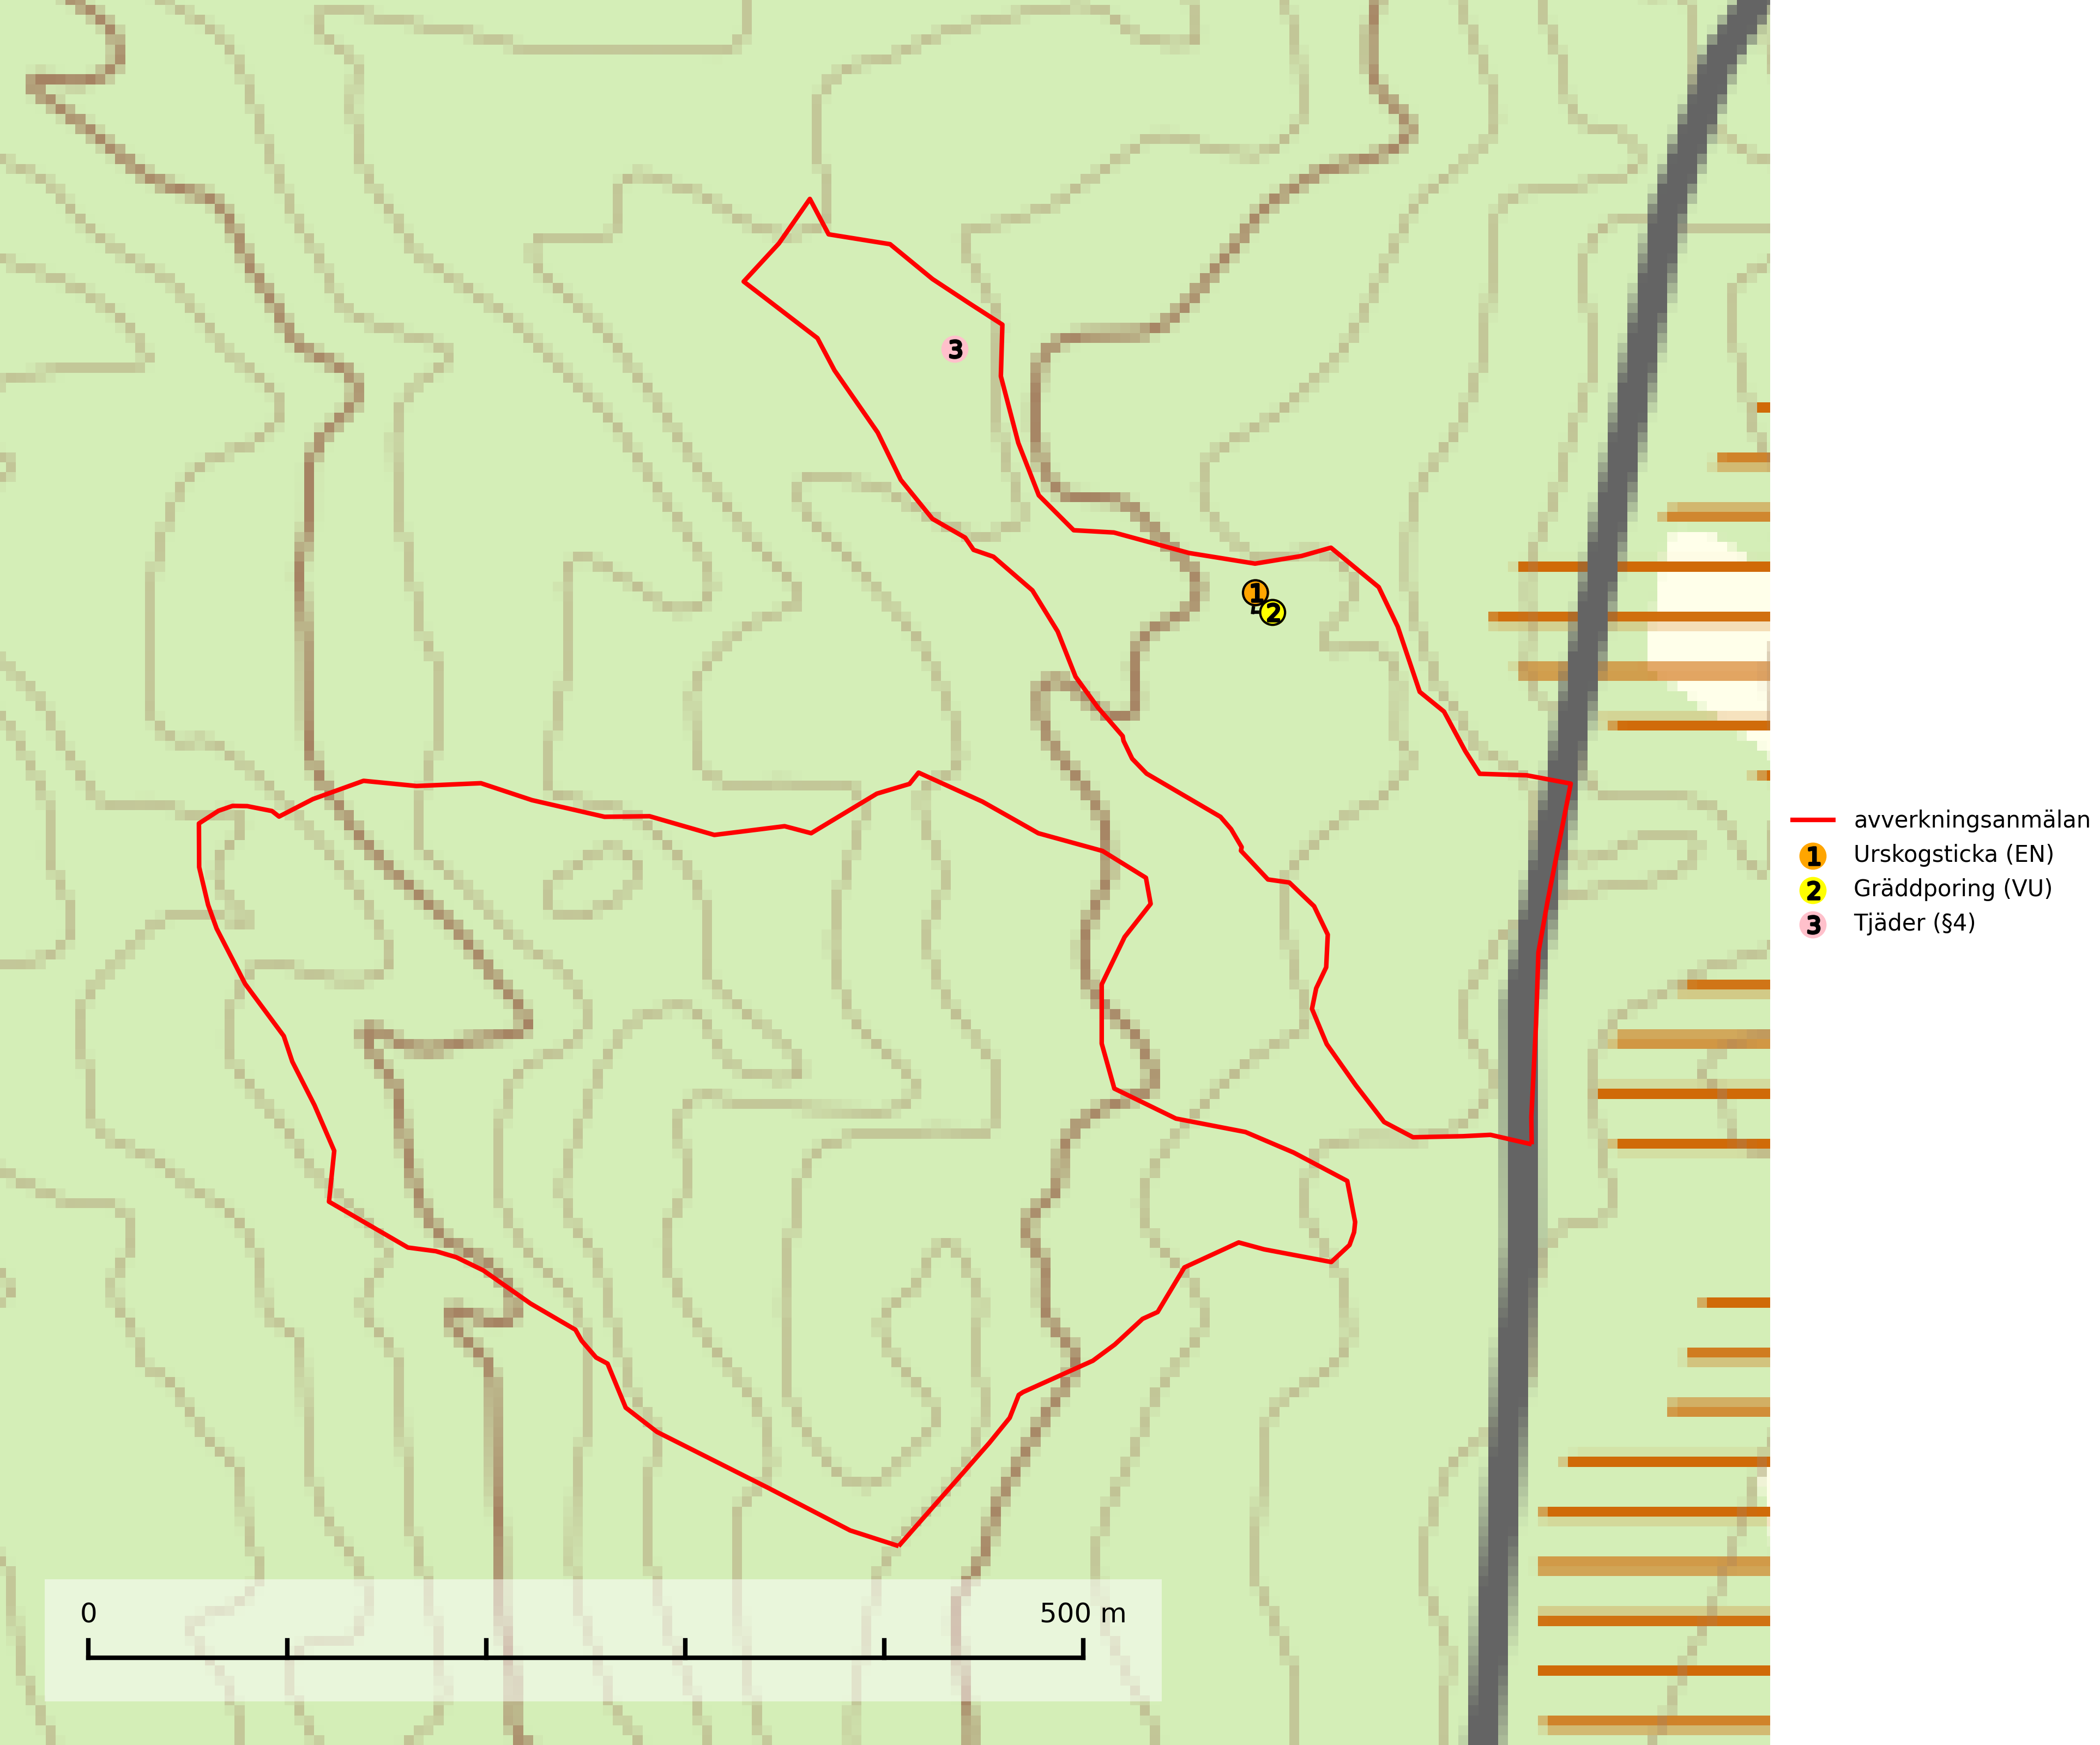 3
1
2
avverkningsanmälan
1 Urskogsticka (EN)
2 Gräddporing (VU)
3 Tjäder (§4)
0 500 m